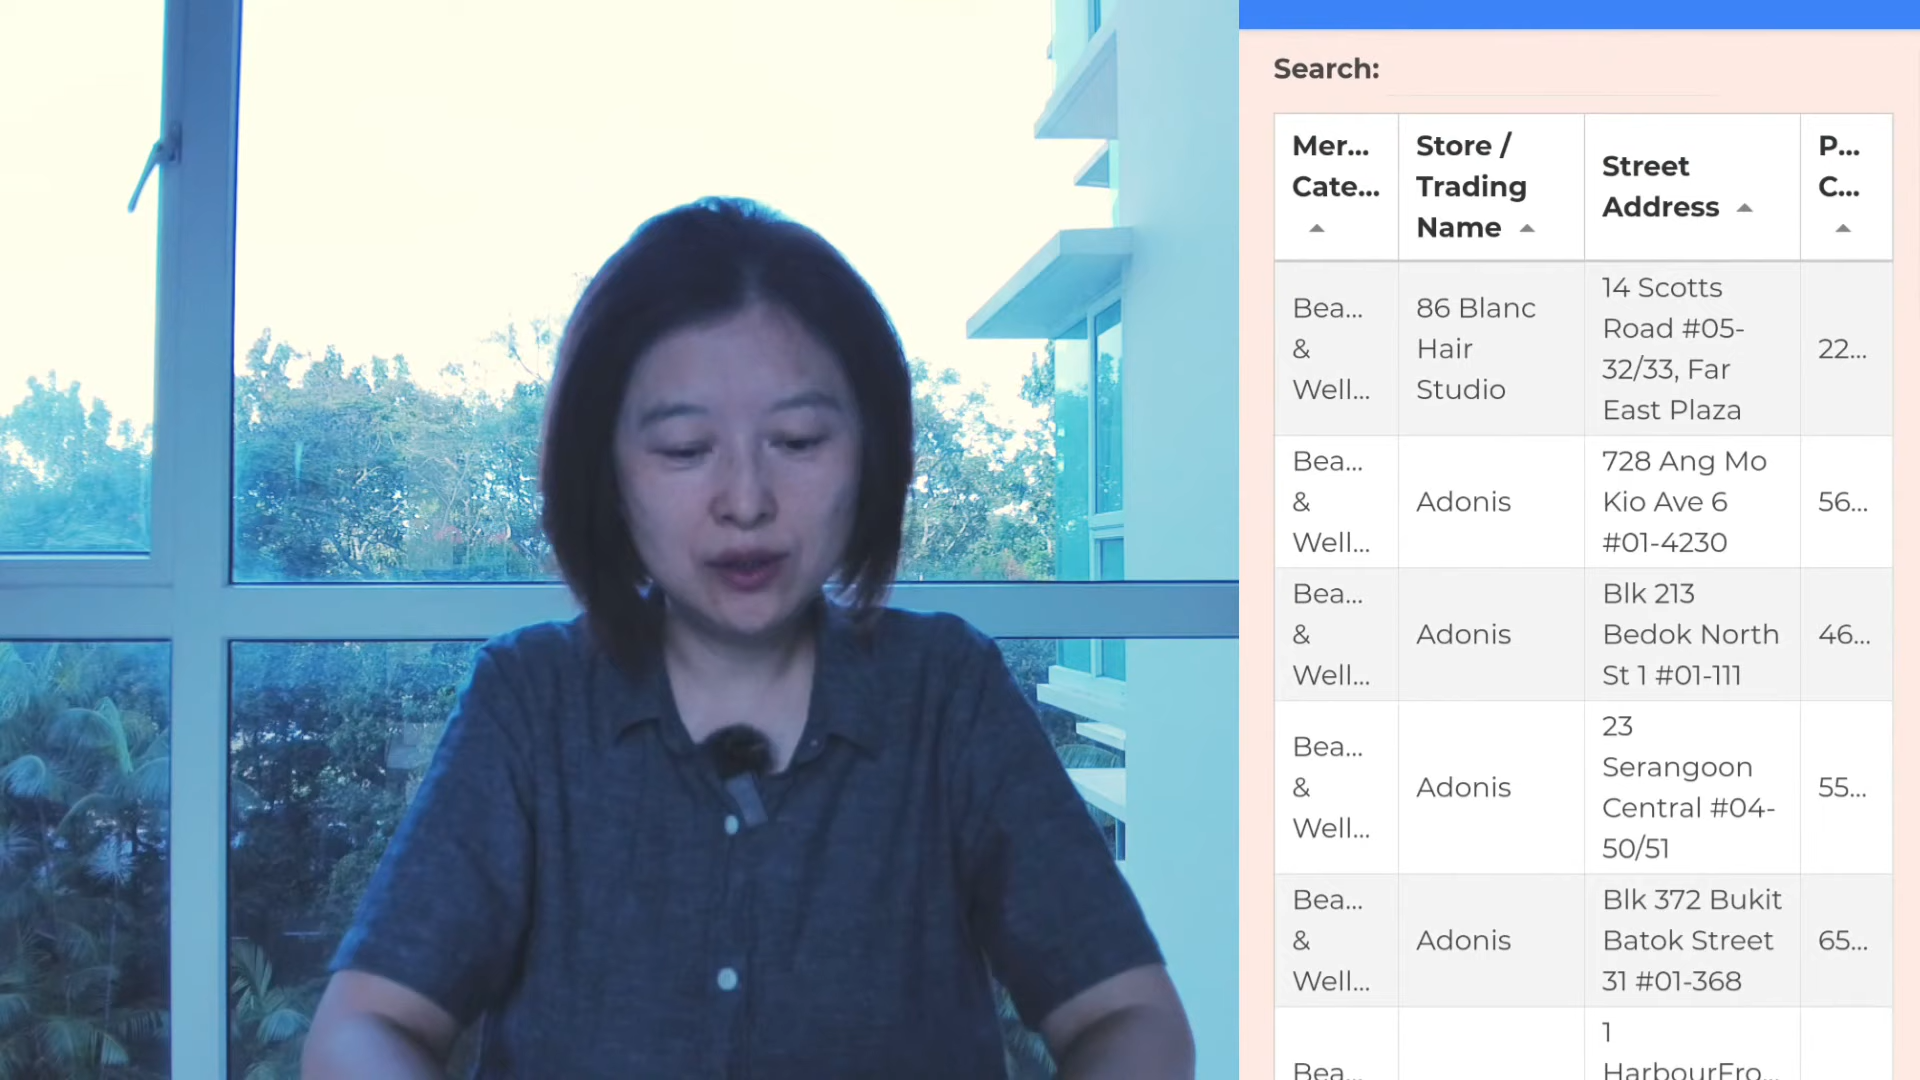 Search:
Mer...
Cate...
Store /
Trading
Name
Street
Address
P...
C...
Bea...
&
Well...
86 Blanc
Hair
Studio
14 Scotts
Road #05-
32/33, Far
East Plaza
22...
Bea...
&
Well...
Adonis
728 Ang Mo
Kio Ave 6
#01-4230
56...
Bea...
&
Well...
Adonis
Blk 213
Bedok North
St 1 #01-111
46...
Bea...
&
Well...
Adonis
23
Serangoon
Central #04-
50/51
55...
Bea...
&
Well...
Adonis
Blk 372 Bukit
Batok Street
31 #01-368
65...
Bea...
1
HarbourFro...